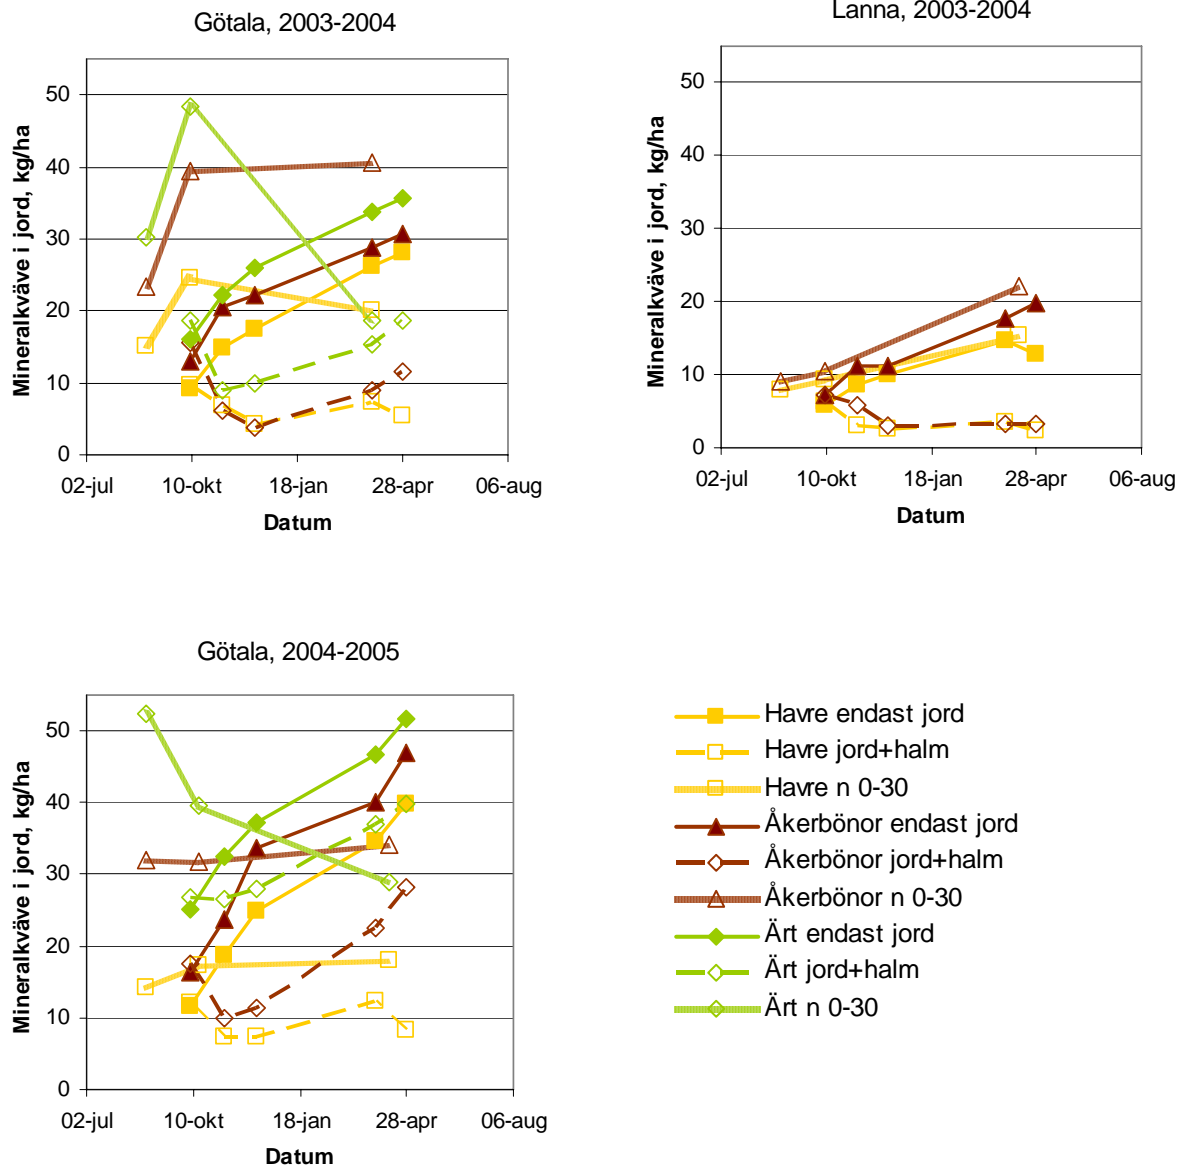 Götala, 2003-2004
Mineralkväve i jord, kg/ha
50
40
30
20
10
0
02-jul 10-okt 18-jan 28-apr 06-aug
Datum
Lanna, 2003-2004
Mineralkväve i jord, kg/ha
50
40
30
20
10
0
02-jul 10-okt 18-jan 28-apr 06-aug
Datum
Götala, 2004-2005
Mineralkväve i jord, kg/ha
50
40
30
20
10
0
02-jul 10-okt 18-jan 28-apr 06-aug
Datum
Havre endast jord
Havre jord+halm
Havre n 0-30
Åkerbönor endast jord
Åkerbönor jord+halm
Åkerbönor n 0-30
Ärt endast jord
Ärt jord+halm
Ärt n 0-30